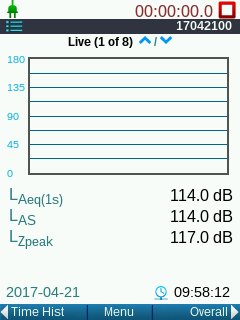 00:00:00.0
17042100
Live (1 of 8) /
180
135
90
45
0
LAeq(1s) 114.0 dB
LAS 114.0 dB
LZpeak 117.0 dB
2017-04-21 09:58:12
Time Hist Menu Overall